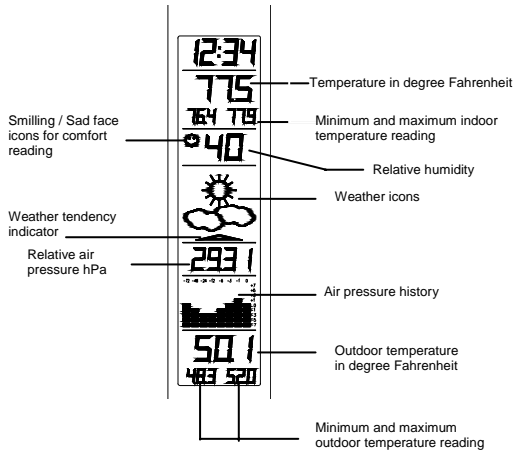 12:34
77.5
Temperature in degree Fahrenheit
76.4 77.9
Minimum and maximum indoor
temperature reading
Smilling / Sad face
icons for comfort
reading
40
Relative humidity
Weather icons
Weather tendency
indicator
Relative air
pressure hPa
29.31
Air pressure history
50.1
Outdoor temperature
in degree Fahrenheit
48.3 52.0
Minimum and maximum
outdoor temperature reading